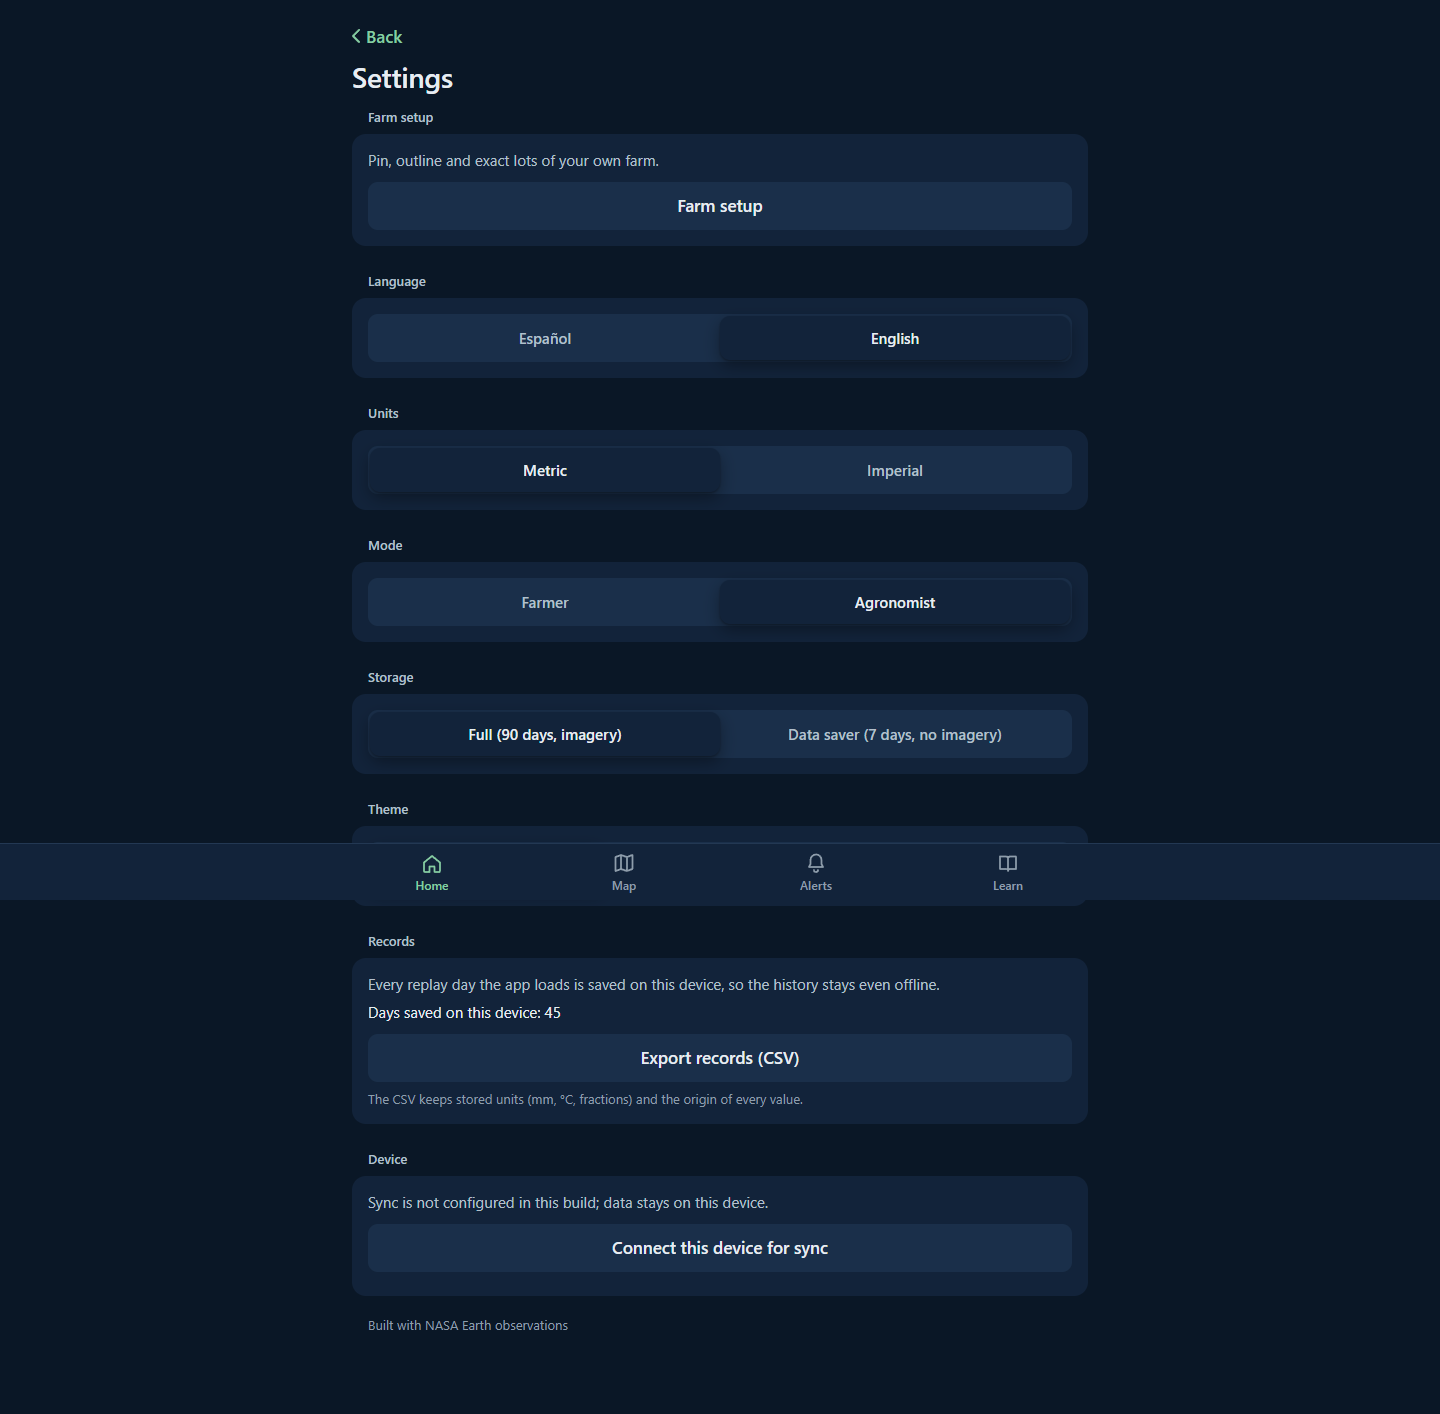 Back
Settings
Farm setup
Pin, outline and exact lots of your own farm.
Farm setup
Language
Español
English
Units
Metric
Imperial
Mode
Farmer
Agronomist
Storage
Full (90 days, imagery)
Data saver (7 days, no imagery)
Theme
Home
Map
Alerts
Learn
Records
Every replay day the app loads is saved on this device, so the history stays even offline.
Days saved on this device: 45
Export records (CSV)
The CSV keeps stored units (mm, °C, fractions) and the origin of every value.
Device
Sync is not configured in this build; data stays on this device.
Connect this device for sync
Built with NASA Earth observations